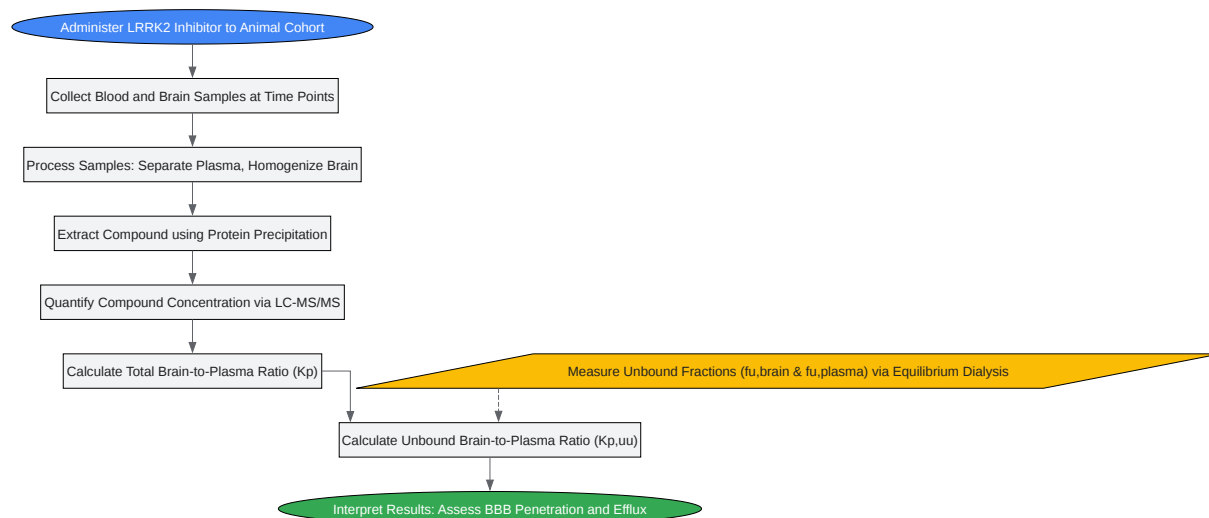 Administer LRRK2 Inhibitor to Animal Cohort
Collect Blood and Brain Samples at Time Points
Process Samples: Separate Plasma, Homogenize Brain
Extract Compound using Protein Precipitation
Quantify Compound Concentration via LC-MS/MS
Calculate Total Brain-to-Plasma Ratio (Kp)
Measure Unbound Fractions (fu,brain & fu,plasma) via Equilibrium Dialysis
Calculate Unbound Brain-to-Plasma Ratio (Kp,uu)
Interpret Results: Assess BBB Penetration and Efflux